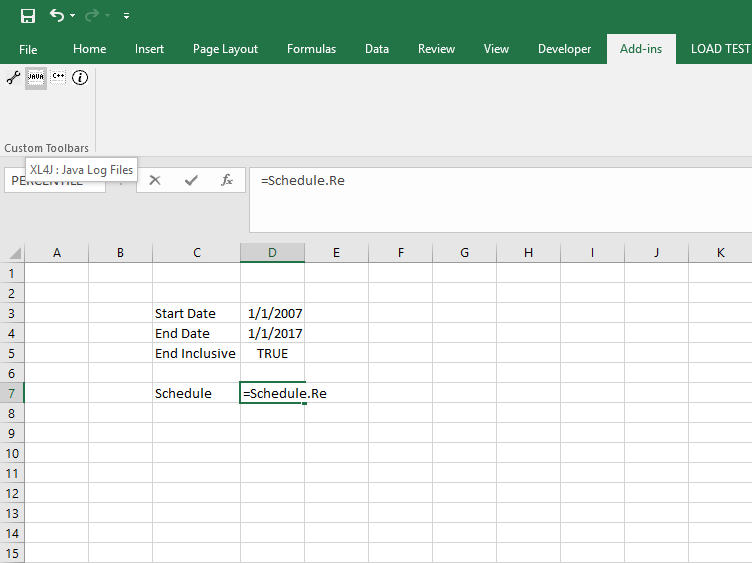 File Home Insert Page Layout Formulas Data Review View Developer Add-ins LOAD TEST
JAVA C++ i
Custom Toolbars
XL4J : Java Log Files
PERCENTILE fx =Schedule.Re
A B C D E F G H I J K
1
2
3 Start Date 1/1/2007
4 End Date 1/1/2017
5 End Inclusive TRUE
6
7 Schedule =Schedule.Re
8
9
10
11
12
13
14
15